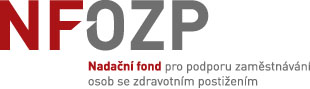 NFOZP
Nadační fond pro podporu zaměstnávání
osob se zdravotním postižením